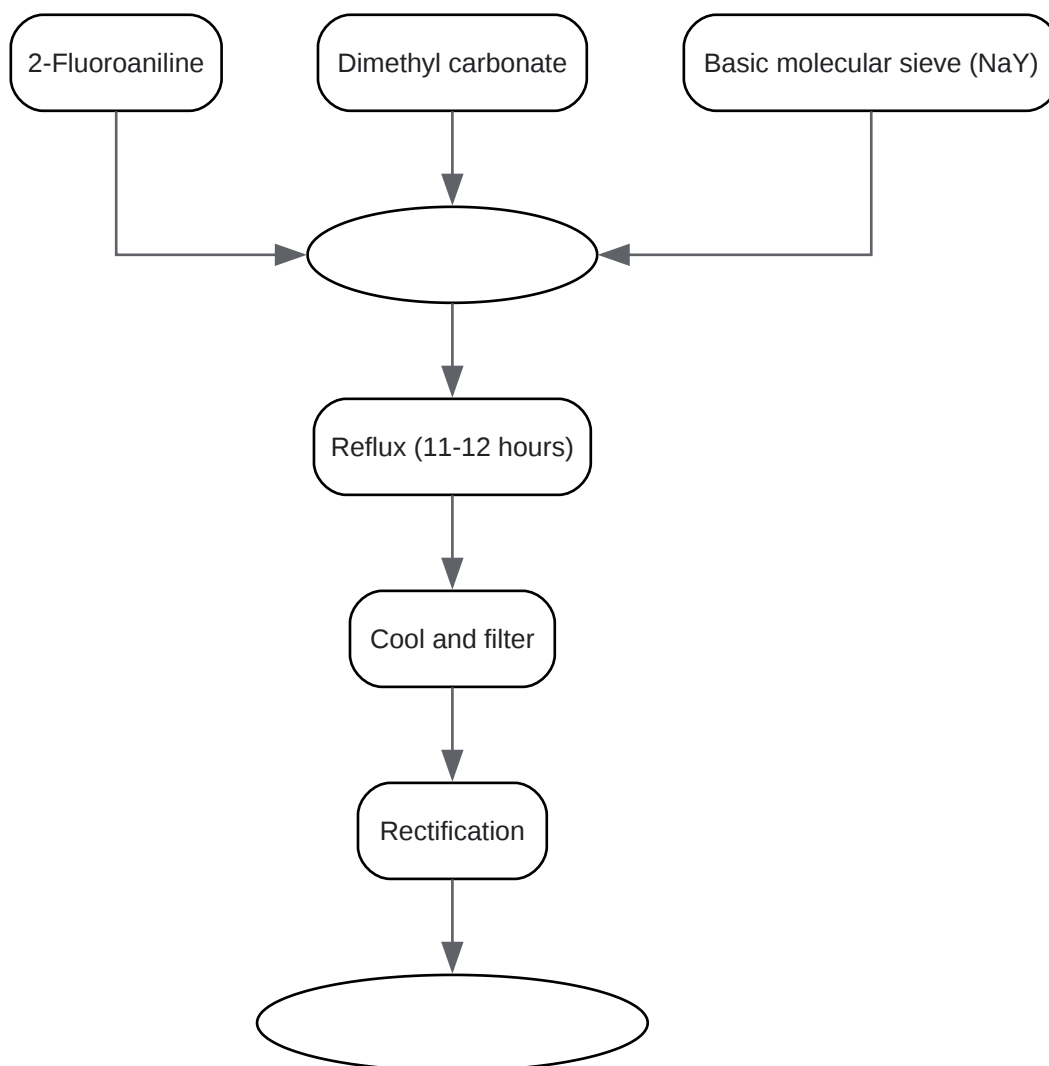 2-Fluoroaniline
Dimethyl carbonate
Basic molecular sieve (NaY)
Reflux (11-12 hours)
Cool and filter
Rectification